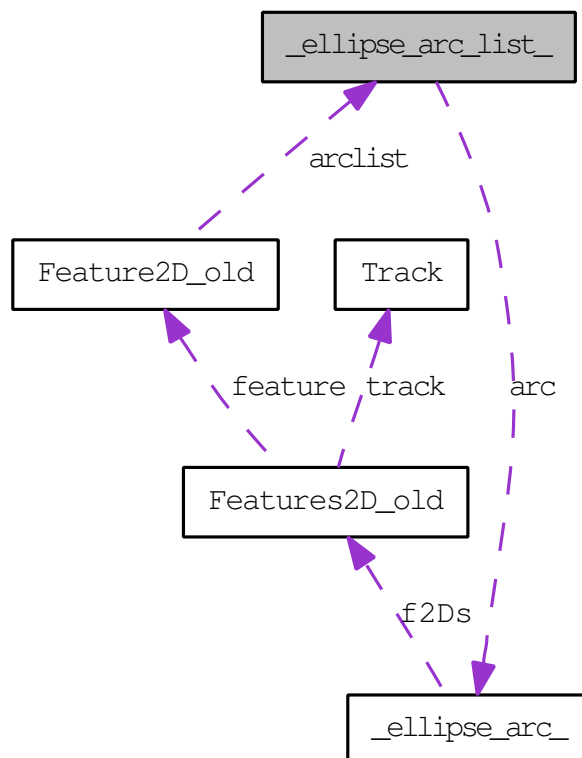 _ellipse_arc_list_
arclist
Feature2D_old
Track
feature
track
arc
Features2D_old
f2Ds
_ellipse_arc_